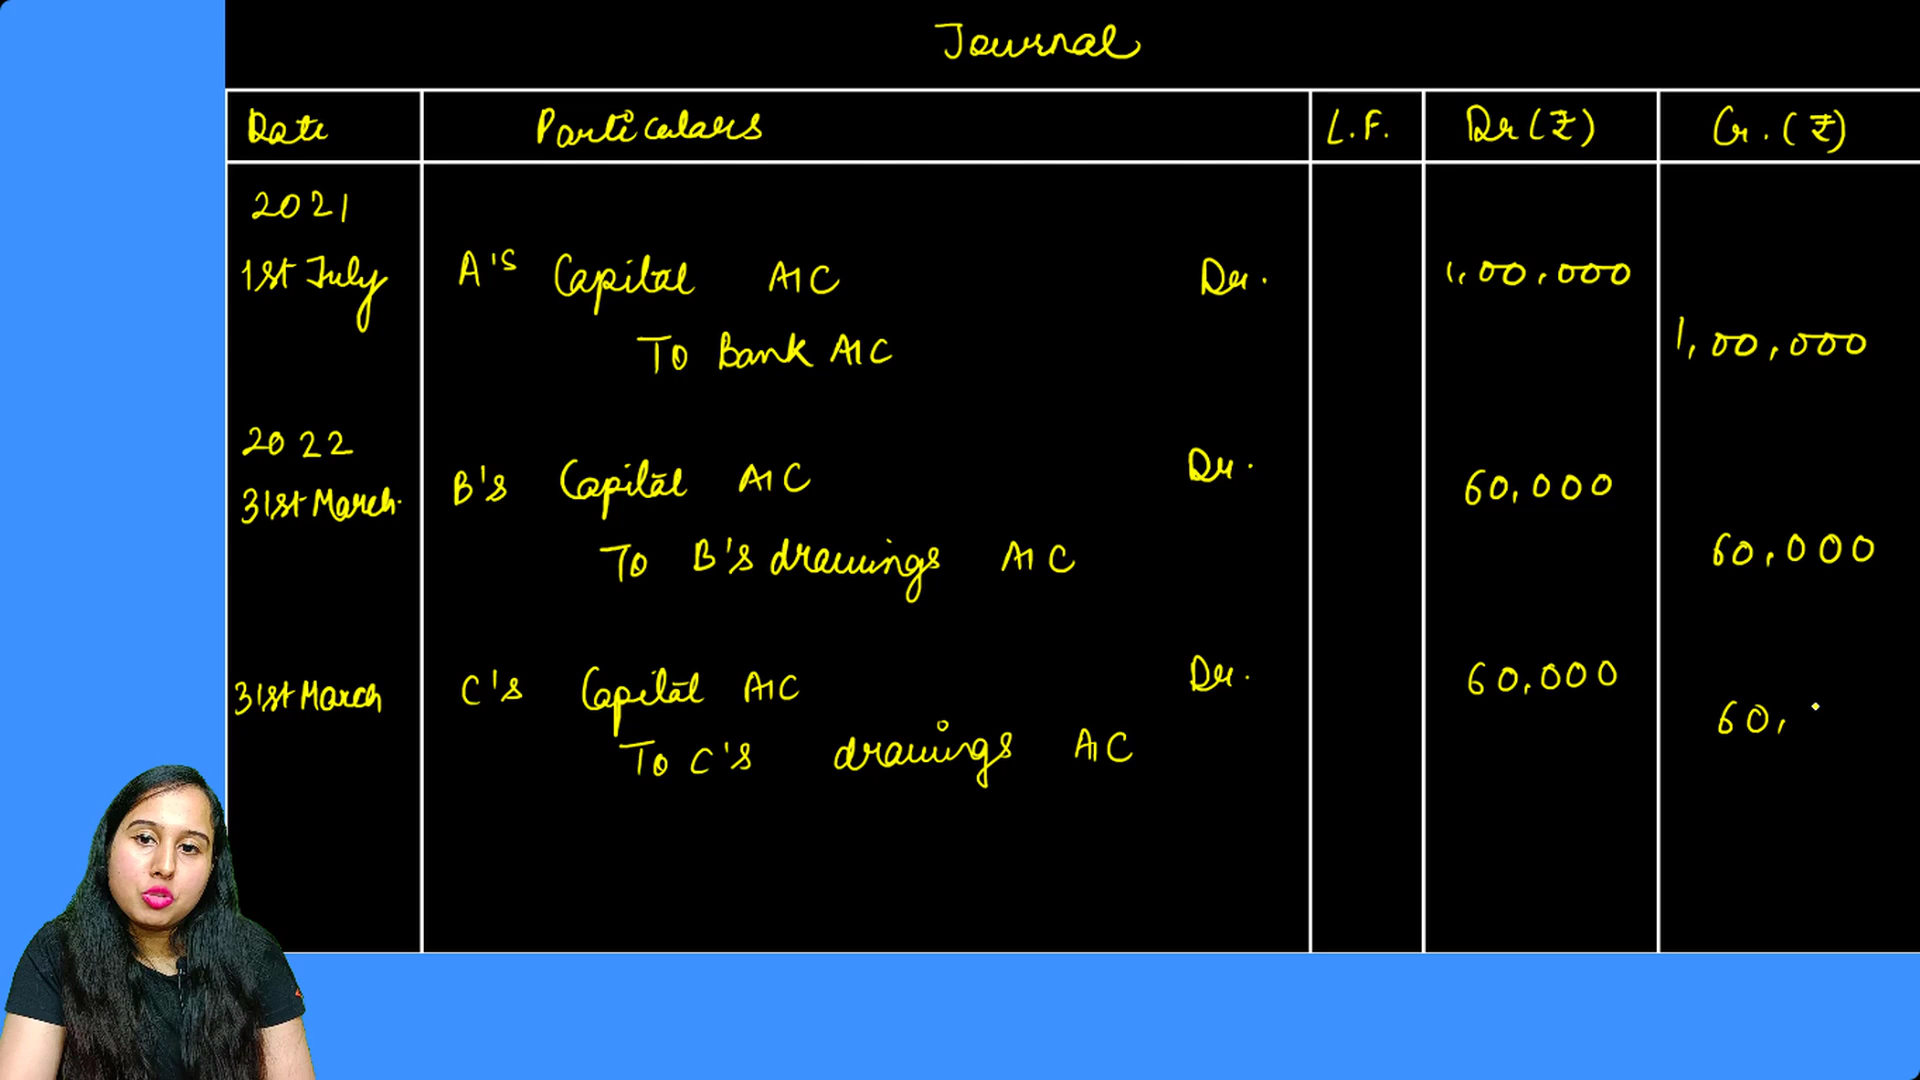 Journal
Date Particulars L.F. Dr (₹) Cr. (₹)
2021
1st July A's Capital A/C Dr. 1,00,000
To Bank A/C 1,00,000
2022
31st March. B's Capital A/C Dr. 60,000
To B's drawings A/C 60,000
31st March C's Capital A/C Dr. 60,000
To C's drawings A/C 60,